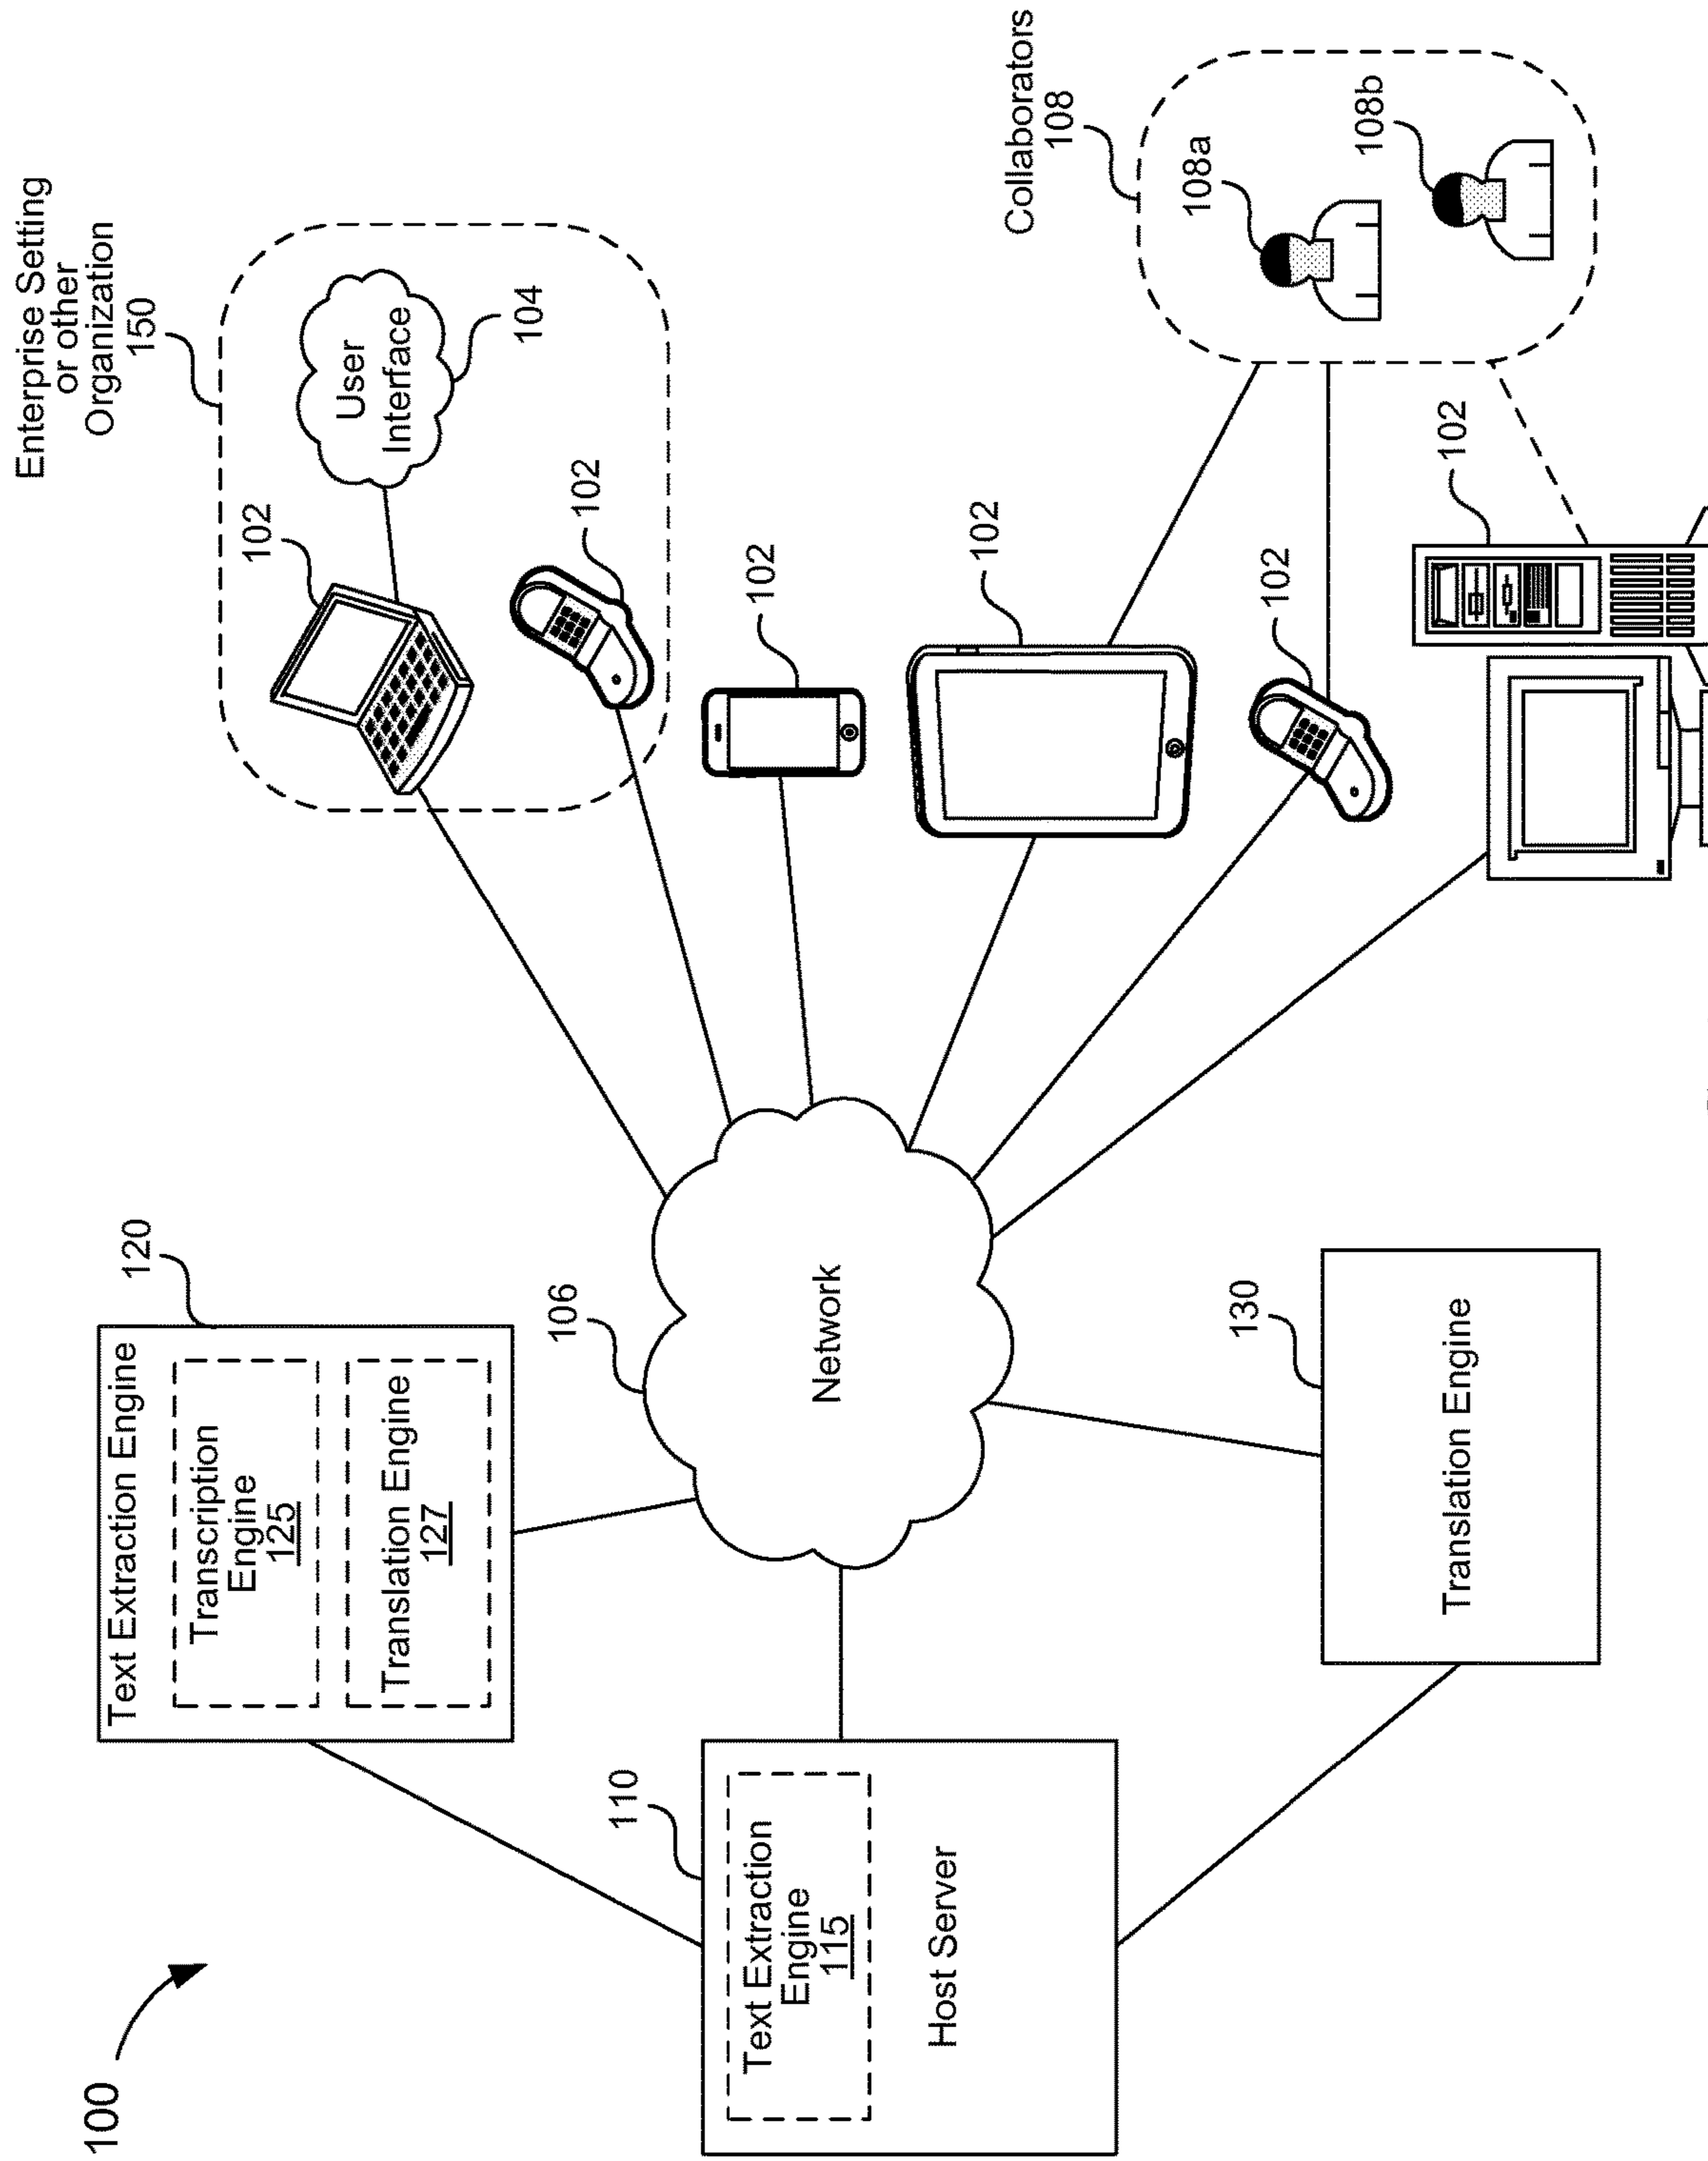 100
Text Extraction Engine
120
Transcription
Engine
125
Translation Engine
127
Enterprise Setting
or other
Organization
150
102
User
Interface
104
102
106
Network
110
Text Extraction
Engine
115
Host Server
102
102
102
102
Collaborators
108
108a
108b
130
Translation Engine